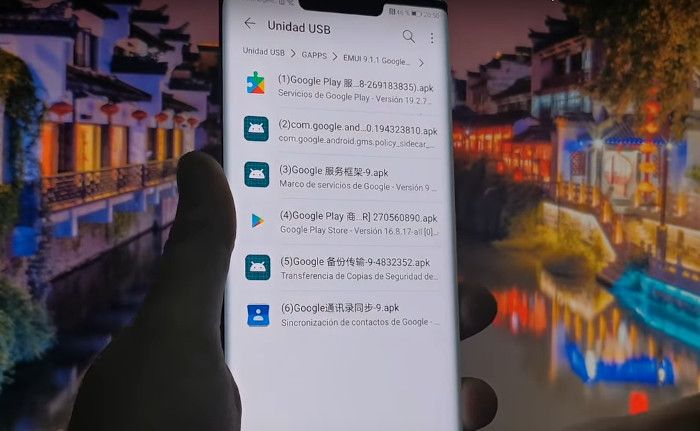 20:50
Unidad USB
Unidad USB > GAPPS > EMUI 9.1.1 Google... >
(1)Google Play 服...8-269183835).apk
Servicios de Google Play - Versión 19.2.7...
(2)com.google.and...0.194323810.apk
com.google.android.gms.policy_sidecar_...
(3)Google 服务框架-9.apk
Marco de servicios de Google - Versión 9 ...
(4)Google Play 商...R] 270560890.apk
Google Play Store - Versión 16.8.17-all [0]...
(5)Google 备份传输-9-4832352.apk
Transferencia de Copias de Seguridad de...
(6)Google通讯录同步-9.apk
Sincronización de contactos de Google - ...